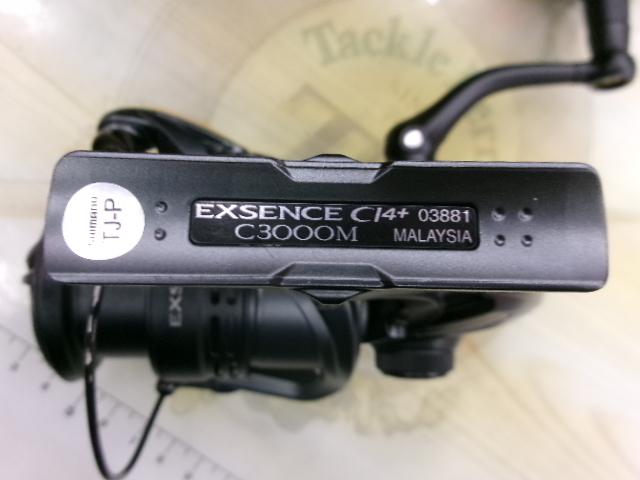 Tackle
SHIMANO
TJ-P
EXSENCE CI4+ 03881
C3000M MALAYSIA
EXS